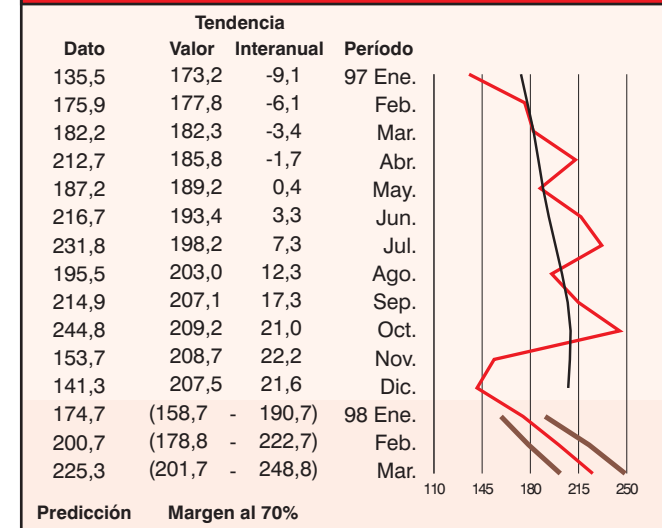 Tendencia
Dato Valor Interanual Período
135,5 173,2 -9,1 97 Ene.
175,9 177,8 -6,1 Feb.
182,2 182,3 -3,4 Mar.
212,7 185,8 -1,7 Abr.
187,2 189,2 0,4 May.
216,7 193,4 3,3 Jun.
231,8 198,2 7,3 Jul.
195,5 203,0 12,3 Ago.
214,9 207,1 17,3 Sep.
244,8 209,2 21,0 Oct.
153,7 208,7 22,2 Nov.
141,3 207,5 21,6 Dic.
174,7 (158,7 - 190,7) 98 Ene.
200,7 (178,8 - 222,7) Feb.
225,3 (201,7 - 248,8) Mar.
110 145 180 215 250
Predicción Margen al 70%